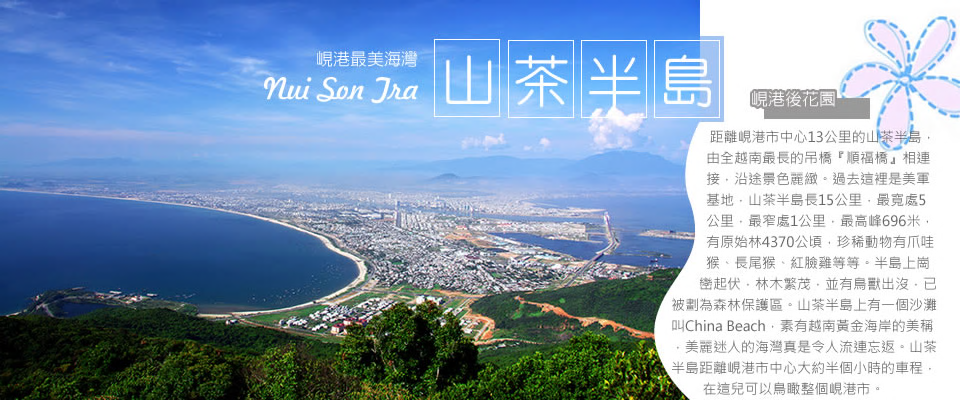 峴港最美海灣
Nui Son Tra
山茶半島
峴港後花園
距離峴港市中心13公里的山茶半島，
由全越南最長的吊橋『順福橋』相連
接，沿途景色麗緻。過去這裡是美軍
基地，山茶半島長15公里，最寬處5
公里，最窄處1公里，最高峰696米，
有原始林4370公頃，珍稀動物有爪哇
猴、長尾猴、紅臉雞等等。半島上崗
巒起伏，林木繁茂，並有鳥獸出沒，已
被劃為森林保護區。山茶半島上有一個沙灘
叫China Beach，素有越南黃金海岸的美稱
，美麗迷人的海灣真是令人流連忘返。山茶
半島距離峴港市中心大約半個小時的車程，
在這兒可以鳥瞰整個峴港市。